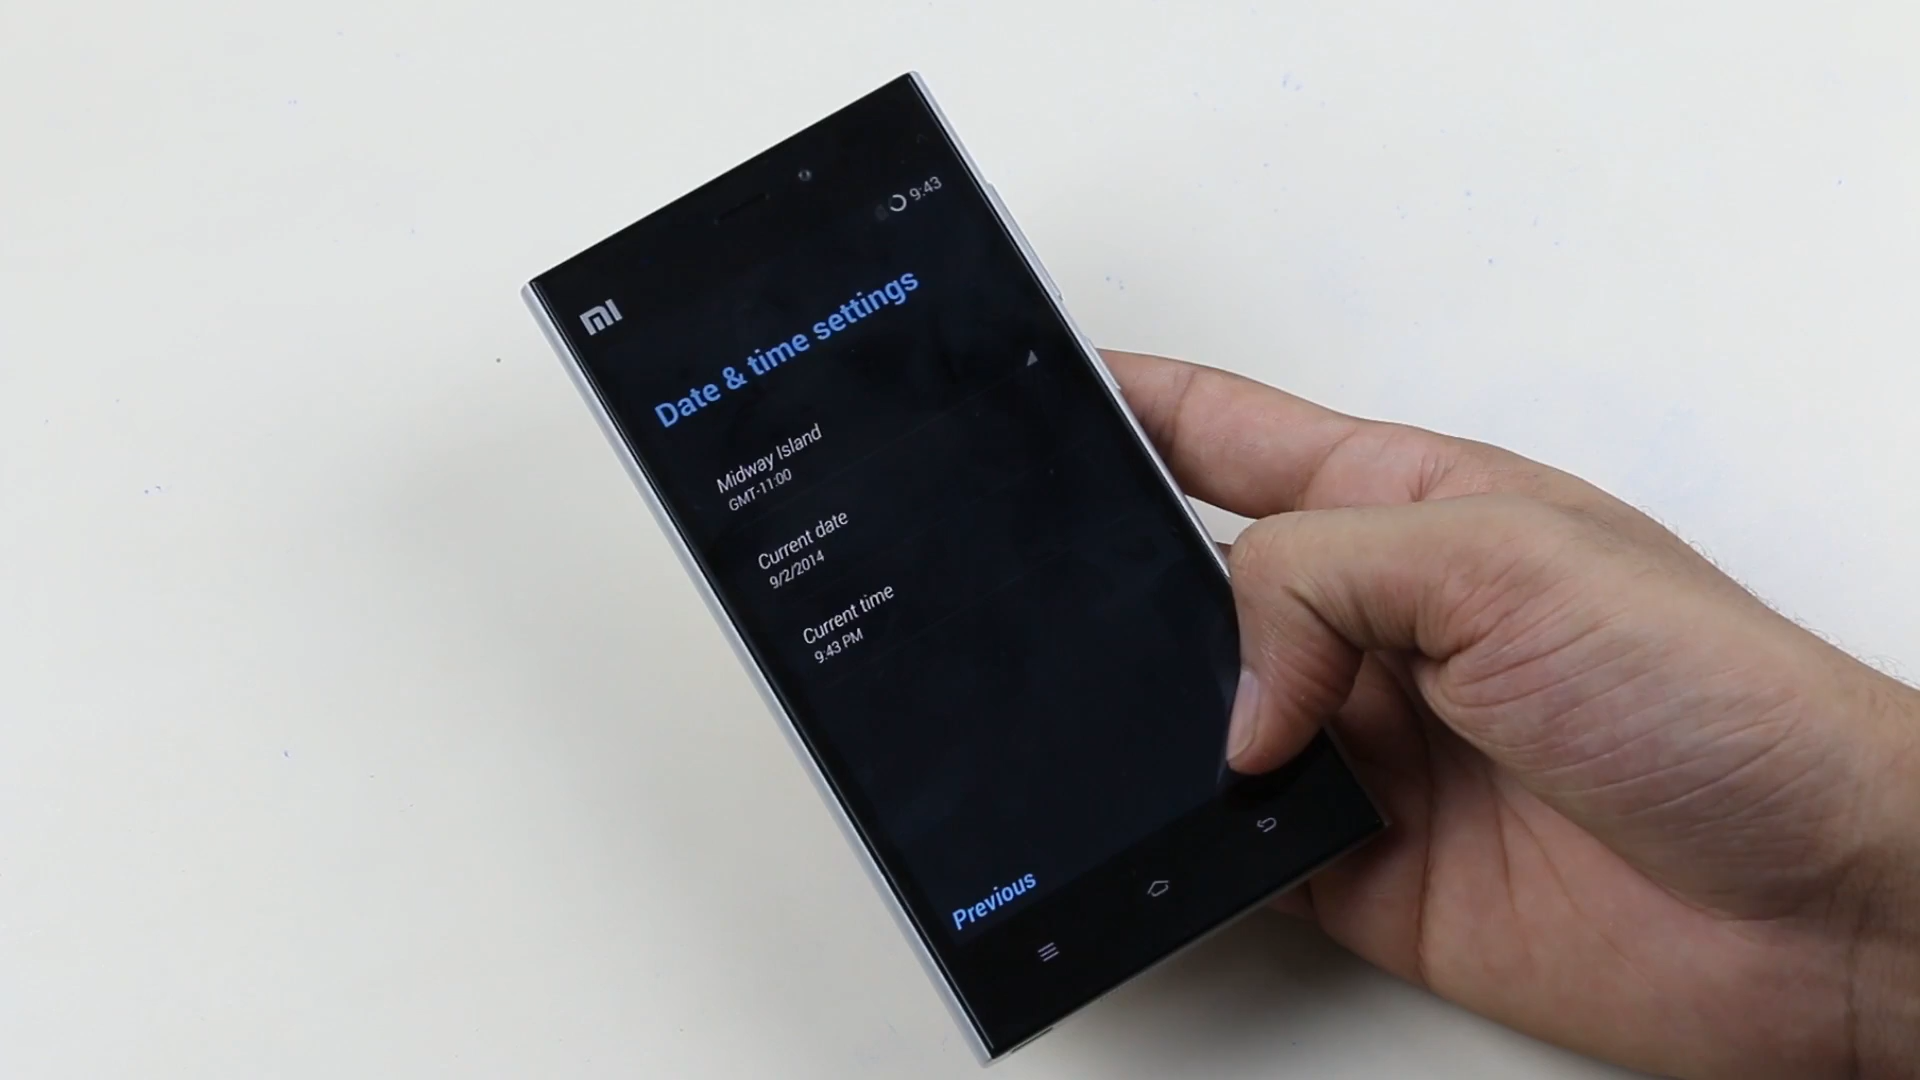 9:43
MI
Date & time settings
Midway Island
GMT-11:00
Current date
9/2/2014
Current time
9:43 PM
Previous